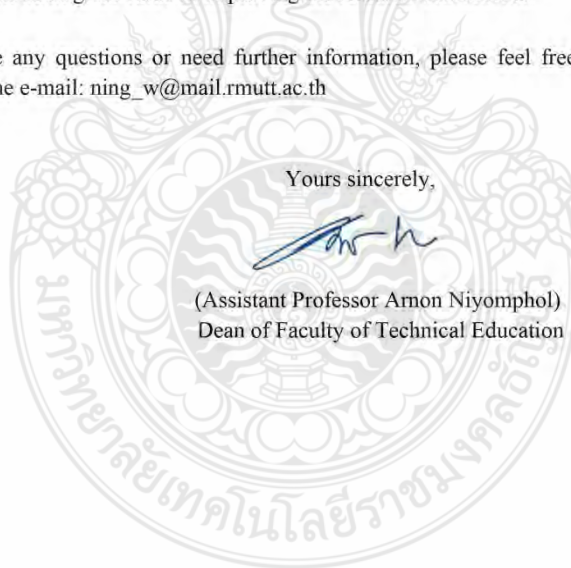 e any questions or need further information, please feel free
e e-mail: ning_w@mail.rmutt.ac.th
Yours sincerely,
(Assistant Professor Arnon Niyomphol)
Dean of Faculty of Technical Education
มหาวิทยาลัยเทคโนโลยีราชมงคลธัญบุรี